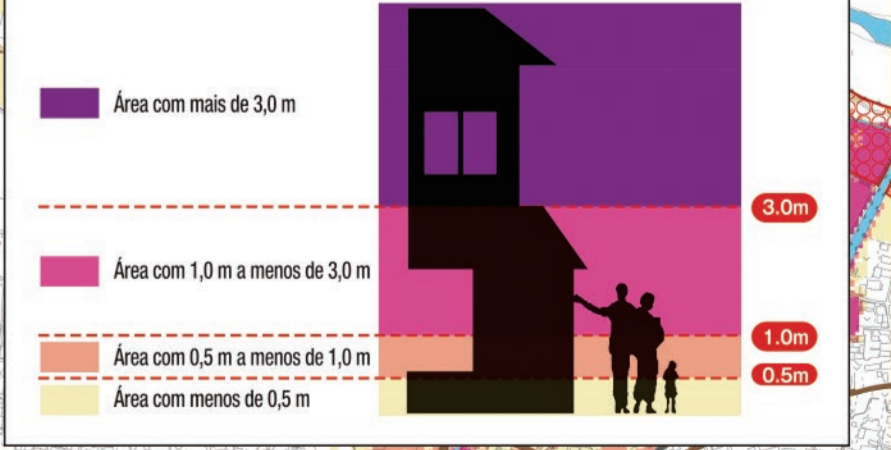 Área com mais de 3,0 m
3.0m
Área com 1,0 m a menos de 3,0 m
1.0m
Área com 0,5 m a menos de 1,0 m
0.5m
Área com menos de 0,5 m